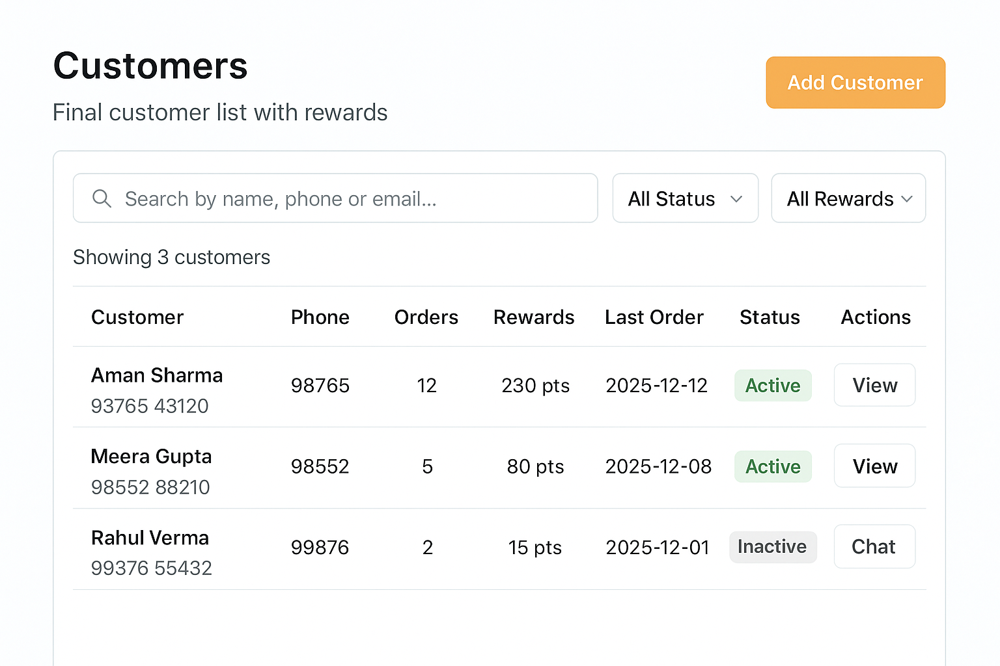 Customers
Add Customer
Final customer list with rewards
Search by name, phone or email...
All Status
All Rewards
Showing 3 customers
Customer Phone Orders Rewards Last Order Status Actions
Aman Sharma
93765 43120
98765 12 230 pts 2025-12-12 Active View
Meera Gupta
98552 88210
98552 5 80 pts 2025-12-08 Active View
Rahul Verma
99376 55432
99876 2 15 pts 2025-12-01 Inactive Chat